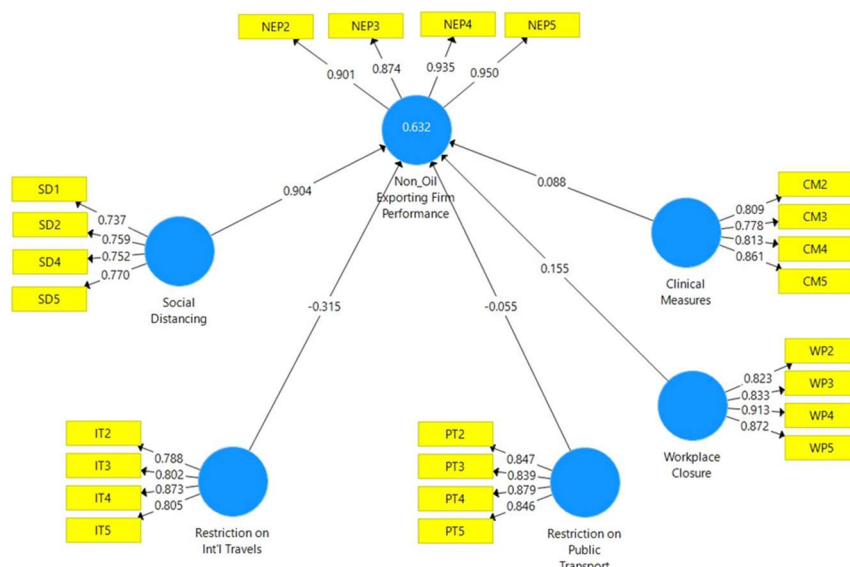 NEP2
NEP3
NEP4
NEP5
0.901
0.874
0.935
0.950
0.632
Non_Oil
Exporting Firm
Performance
SD1
SD2
SD4
SD5
0.737
0.759
0.752
0.770
Social
Distancing
0.904
0.088
CM2
CM3
CM4
CM5
0.809
0.778
0.813
0.861
Clinical
Measures
0.155
-0.315
-0.055
WP2
WP3
WP4
WP5
0.823
0.833
0.913
0.872
Workplace
Closure
IT2
IT3
IT4
IT5
0.788
0.802
0.873
0.805
Restriction on
Int'l Travels
PT2
PT3
PT4
PT5
0.847
0.839
0.879
0.846
Restriction on
Public
Transport